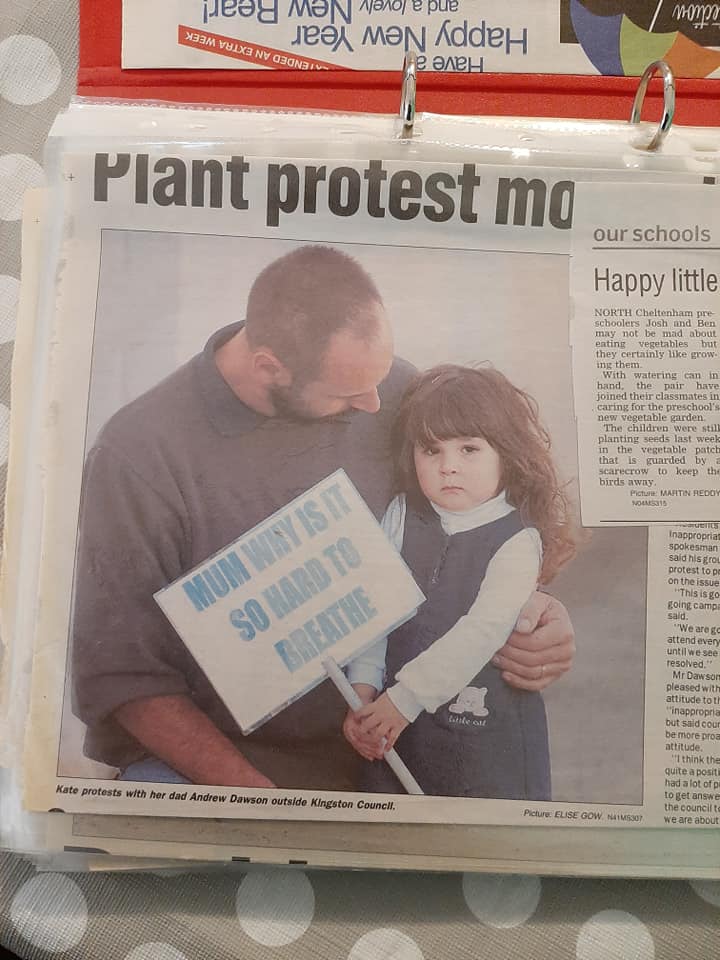 Have a
Happy New Year
and a lovely New Bear!
EXTENDED AN EXTRA WEEK
Plant protest mo
our schools
Happy little
NORTH Cheltenham pre-
schoolers Josh and Ben
may not be mad about
eating vegetables but
they certainly like grow-
ing them.
With watering can in
hand, the pair have
joined their classmates in
caring for the preschool's
new vegetable garden.
The children were still
planting seeds last week
in the vegetable patch
that is guarded by a
scarecrow to keep the
birds away.
Picture: MARTIN REDDY
N04MS315
MUM WHY IS IT
SO HARD TO
BREATHE
little cat
residents
Inappropriat
spokesman
said his grou
protest to pr
on the issue
"This is go
going campa
said.
"We are go
attend every
until we see
resolved."
Mr Dawson
pleased with
attitude to th
"inappropria
but said coun
be more proa
attitude.
"I think the
quite a positi
had a lot of p
to get answe
the council to
we are about
Kate protests with her dad Andrew Dawson outside Kingston Council.
Picture: ELISE GOW. N41MS307